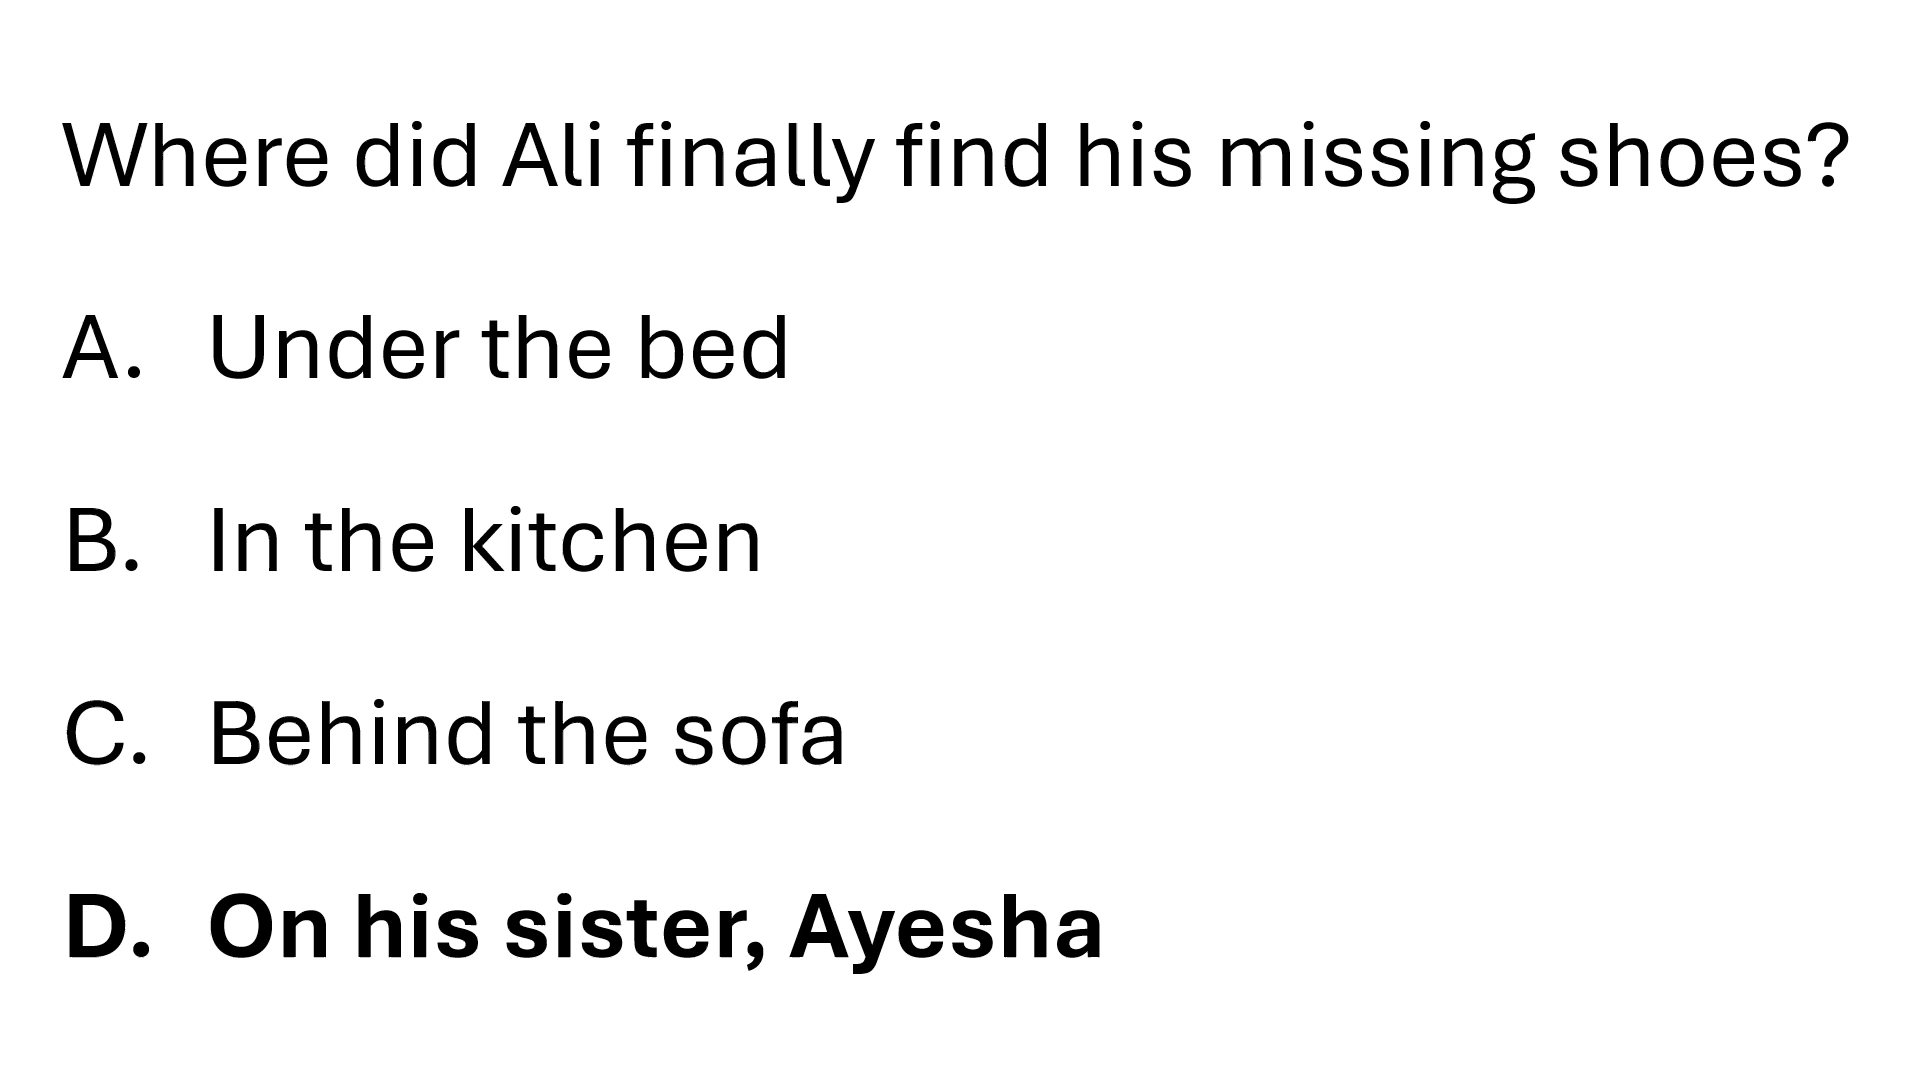 Where did Ali finally find his missing shoes?
A. Under the bed
B. In the kitchen
C. Behind the sofa
D. On his sister, Ayesha